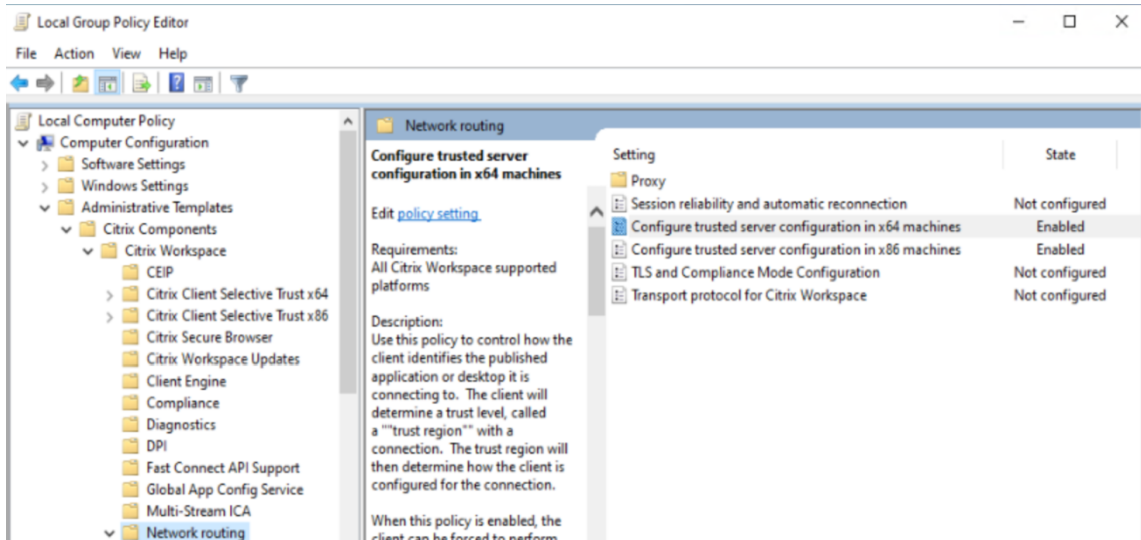 Local Group Policy Editor
File Action View Help
Local Computer Policy
Computer Configuration
Software Settings
Windows Settings
Administrative Templates
Citrix Components
Citrix Workspace
CEIP
Citrix Client Selective Trust x64
Citrix Client Selective Trust x86
Citrix Secure Browser
Citrix Workspace Updates
Client Engine
Compliance
Diagnostics
DPI
Fast Connect API Support
Global App Config Service
Multi-Stream ICA
Network routing
Network routing
Configure trusted server
configuration in x64 machines
Edit policy setting
Requirements:
All Citrix Workspace supported
platforms
Description:
Use this policy to control how the
client identifies the published
application or desktop it is
connecting to. The client will
determine a trust level, called
a ""trust region"" with a
connection. The trust region will
then determine how the client is
configured for the connection.
When this policy is enabled, the
client can be forced to perform
Setting State
Proxy
Session reliability and automatic reconnection Not configured
Configure trusted server configuration in x64 machines Enabled
Configure trusted server configuration in x86 machines Enabled
TLS and Compliance Mode Configuration Not configured
Transport protocol for Citrix Workspace Not configured